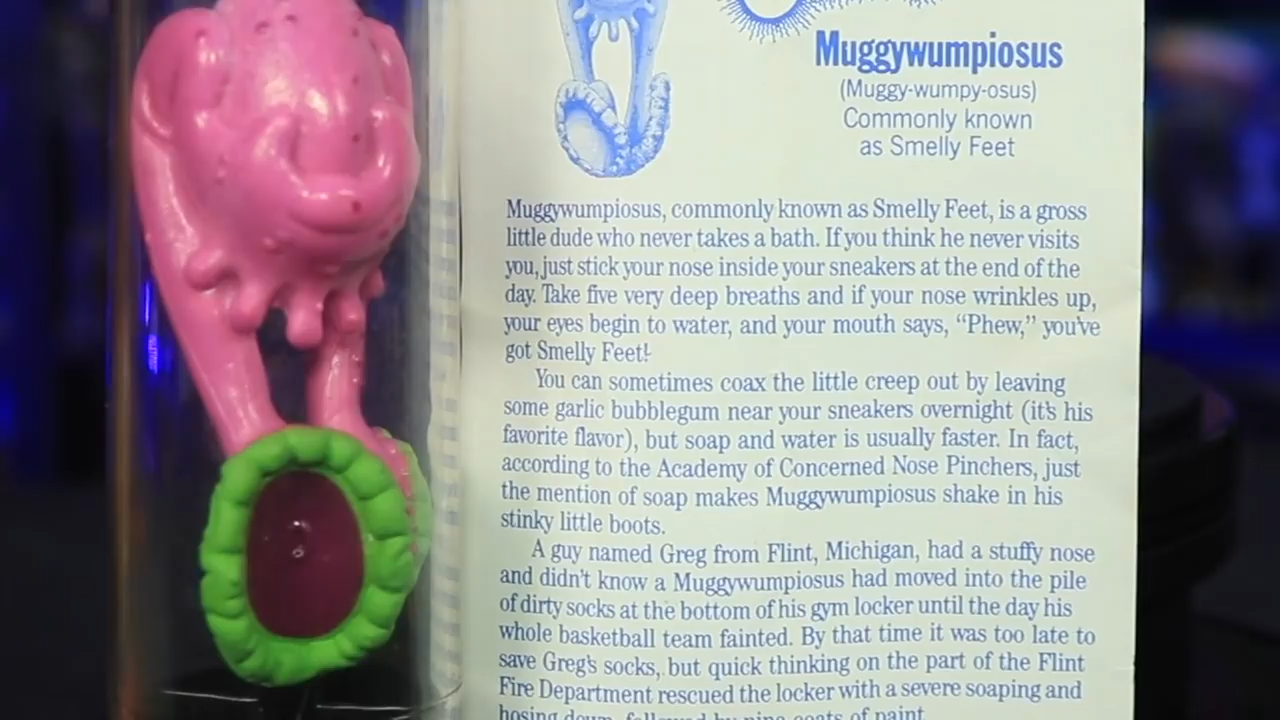 Muggywumpiosus
(Muggy-wumpy-osus)
Commonly known
as Smelly Feet
Muggywumpiosus, commonly known as Smelly Feet, is a gross
little dude who never takes a bath. If you think he never visits
you, just stick your nose inside your sneakers at the end of the
day. Take five very deep breaths and if your nose wrinkles up,
your eyes begin to water, and your mouth says, “Phew,” you've
got Smelly Feet!
You can sometimes coax the little creep out by leaving
some garlic bubblegum near your sneakers overnight (it's his
favorite flavor), but soap and water is usually faster. In fact,
according to the Academy of Concerned Nose Pinchers, just
the mention of soap makes Muggywumpiosus shake in his
stinky little boots.
A guy named Greg from Flint, Michigan, had a stuffy nose
and didn't know a Muggywumpiosus had moved into the pile
of dirty socks at the bottom of his gym locker until the day his
whole basketball team fainted. By that time it was too late to
save Greg's socks, but quick thinking on the part of the Flint
Fire Department rescued the locker with a severe soaping and
hosing down, followed by nine coats of paint.